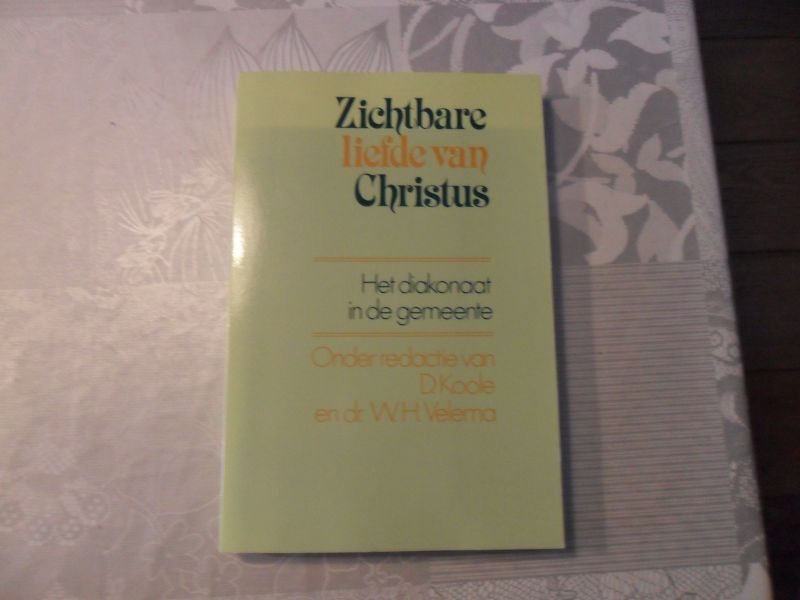 Zichtbare
liefde van
Christus
Het diakonaat
in de gemeente
Onder redactie van
D. Koole
en dr. W.H. Velema